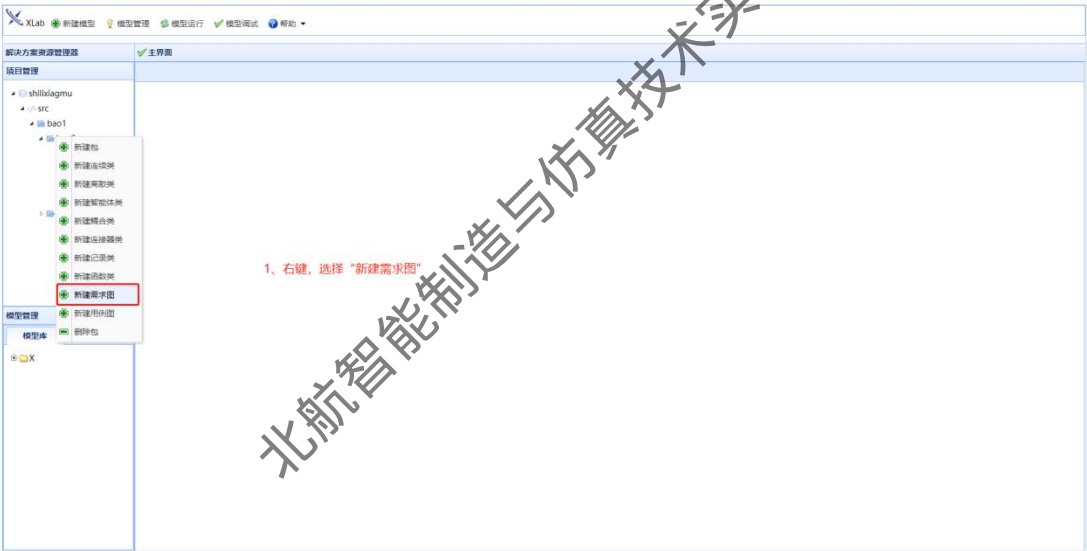 XLab 新建模型 模型管理 模型运行 模型调试 帮助
解决方案资源管理器
主界面
项目管理
shilixiagmu
src
bao1
新建包
新建连续类
新建离散类
新建智能体类
新建耦合类
新建连接器类
新建记录类
新建函数类
新建需求图
新建用例图
删除包
1、右键，选择“新建需求图”
模型管理
模型库
X
北航智能制造与仿真技术实